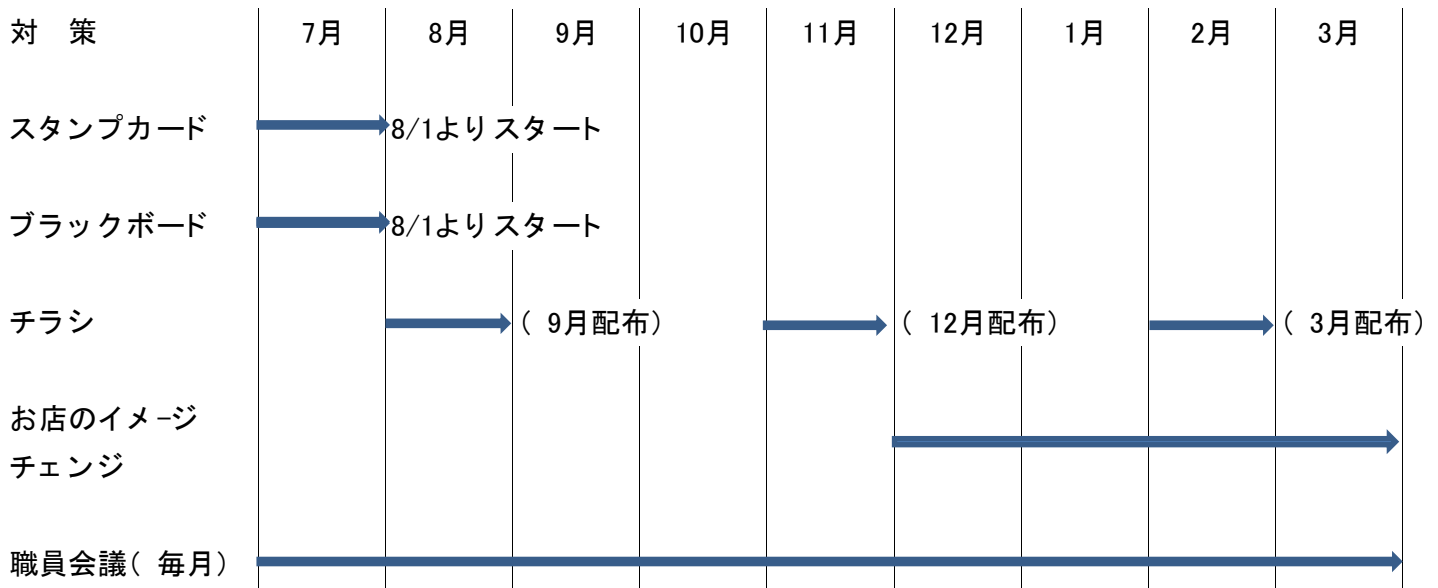 対　策 7月 8月 9月 10月 11月 12月 1月 2月 3月
スタンプカード 8/1よりスタート
ブラックボード 8/1よりスタート
チラシ ( 9月配布) ( 12月配布) ( 3月配布)
お店のイメージ
チェンジ
職員会議( 毎月)